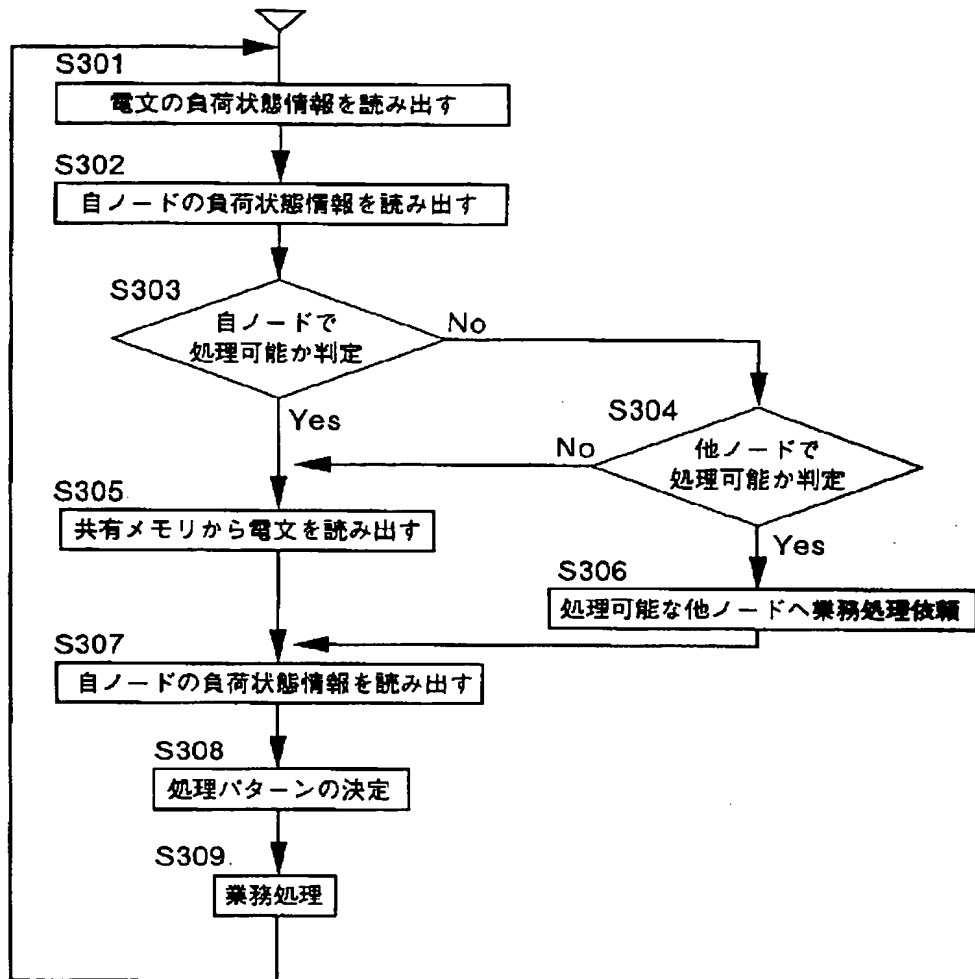 S301
電文の負荷状態情報を読み出す
S302
自ノードの負荷状態情報を読み出す
S303
自ノードで
処理可能か判定
No
Yes
S304
他ノードで
処理可能か判定
No
Yes
S305
共有メモリから電文を読み出す
S306
処理可能な他ノードへ業務処理依頼
S307
自ノードの負荷状態情報を読み出す
S308
処理パターンの決定
S309
業務処理